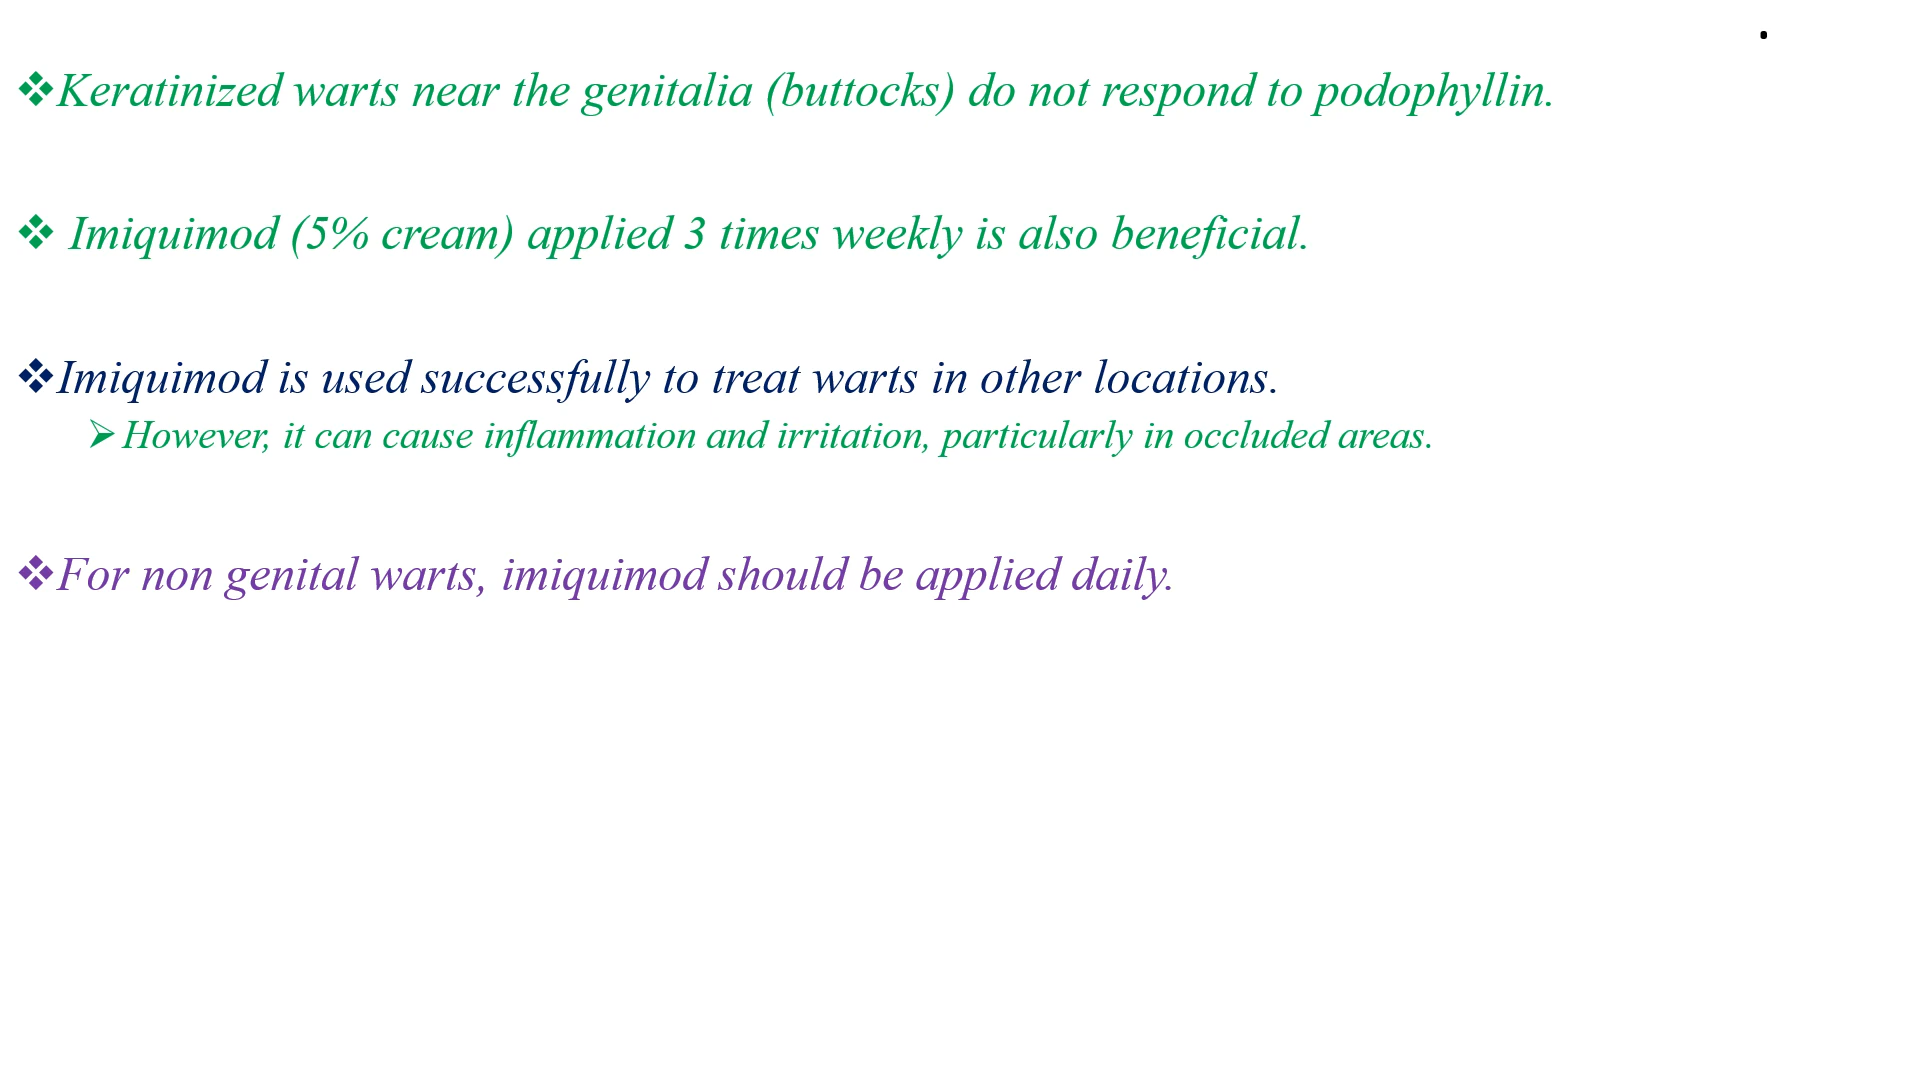 .
❖Keratinized warts near the genitalia (buttocks) do not respond to podophyllin.
❖ Imiquimod (5% cream) applied 3 times weekly is also beneficial.
❖Imiquimod is used successfully to treat warts in other locations.
➢However, it can cause inflammation and irritation, particularly in occluded areas.
❖For non genital warts, imiquimod should be applied daily.